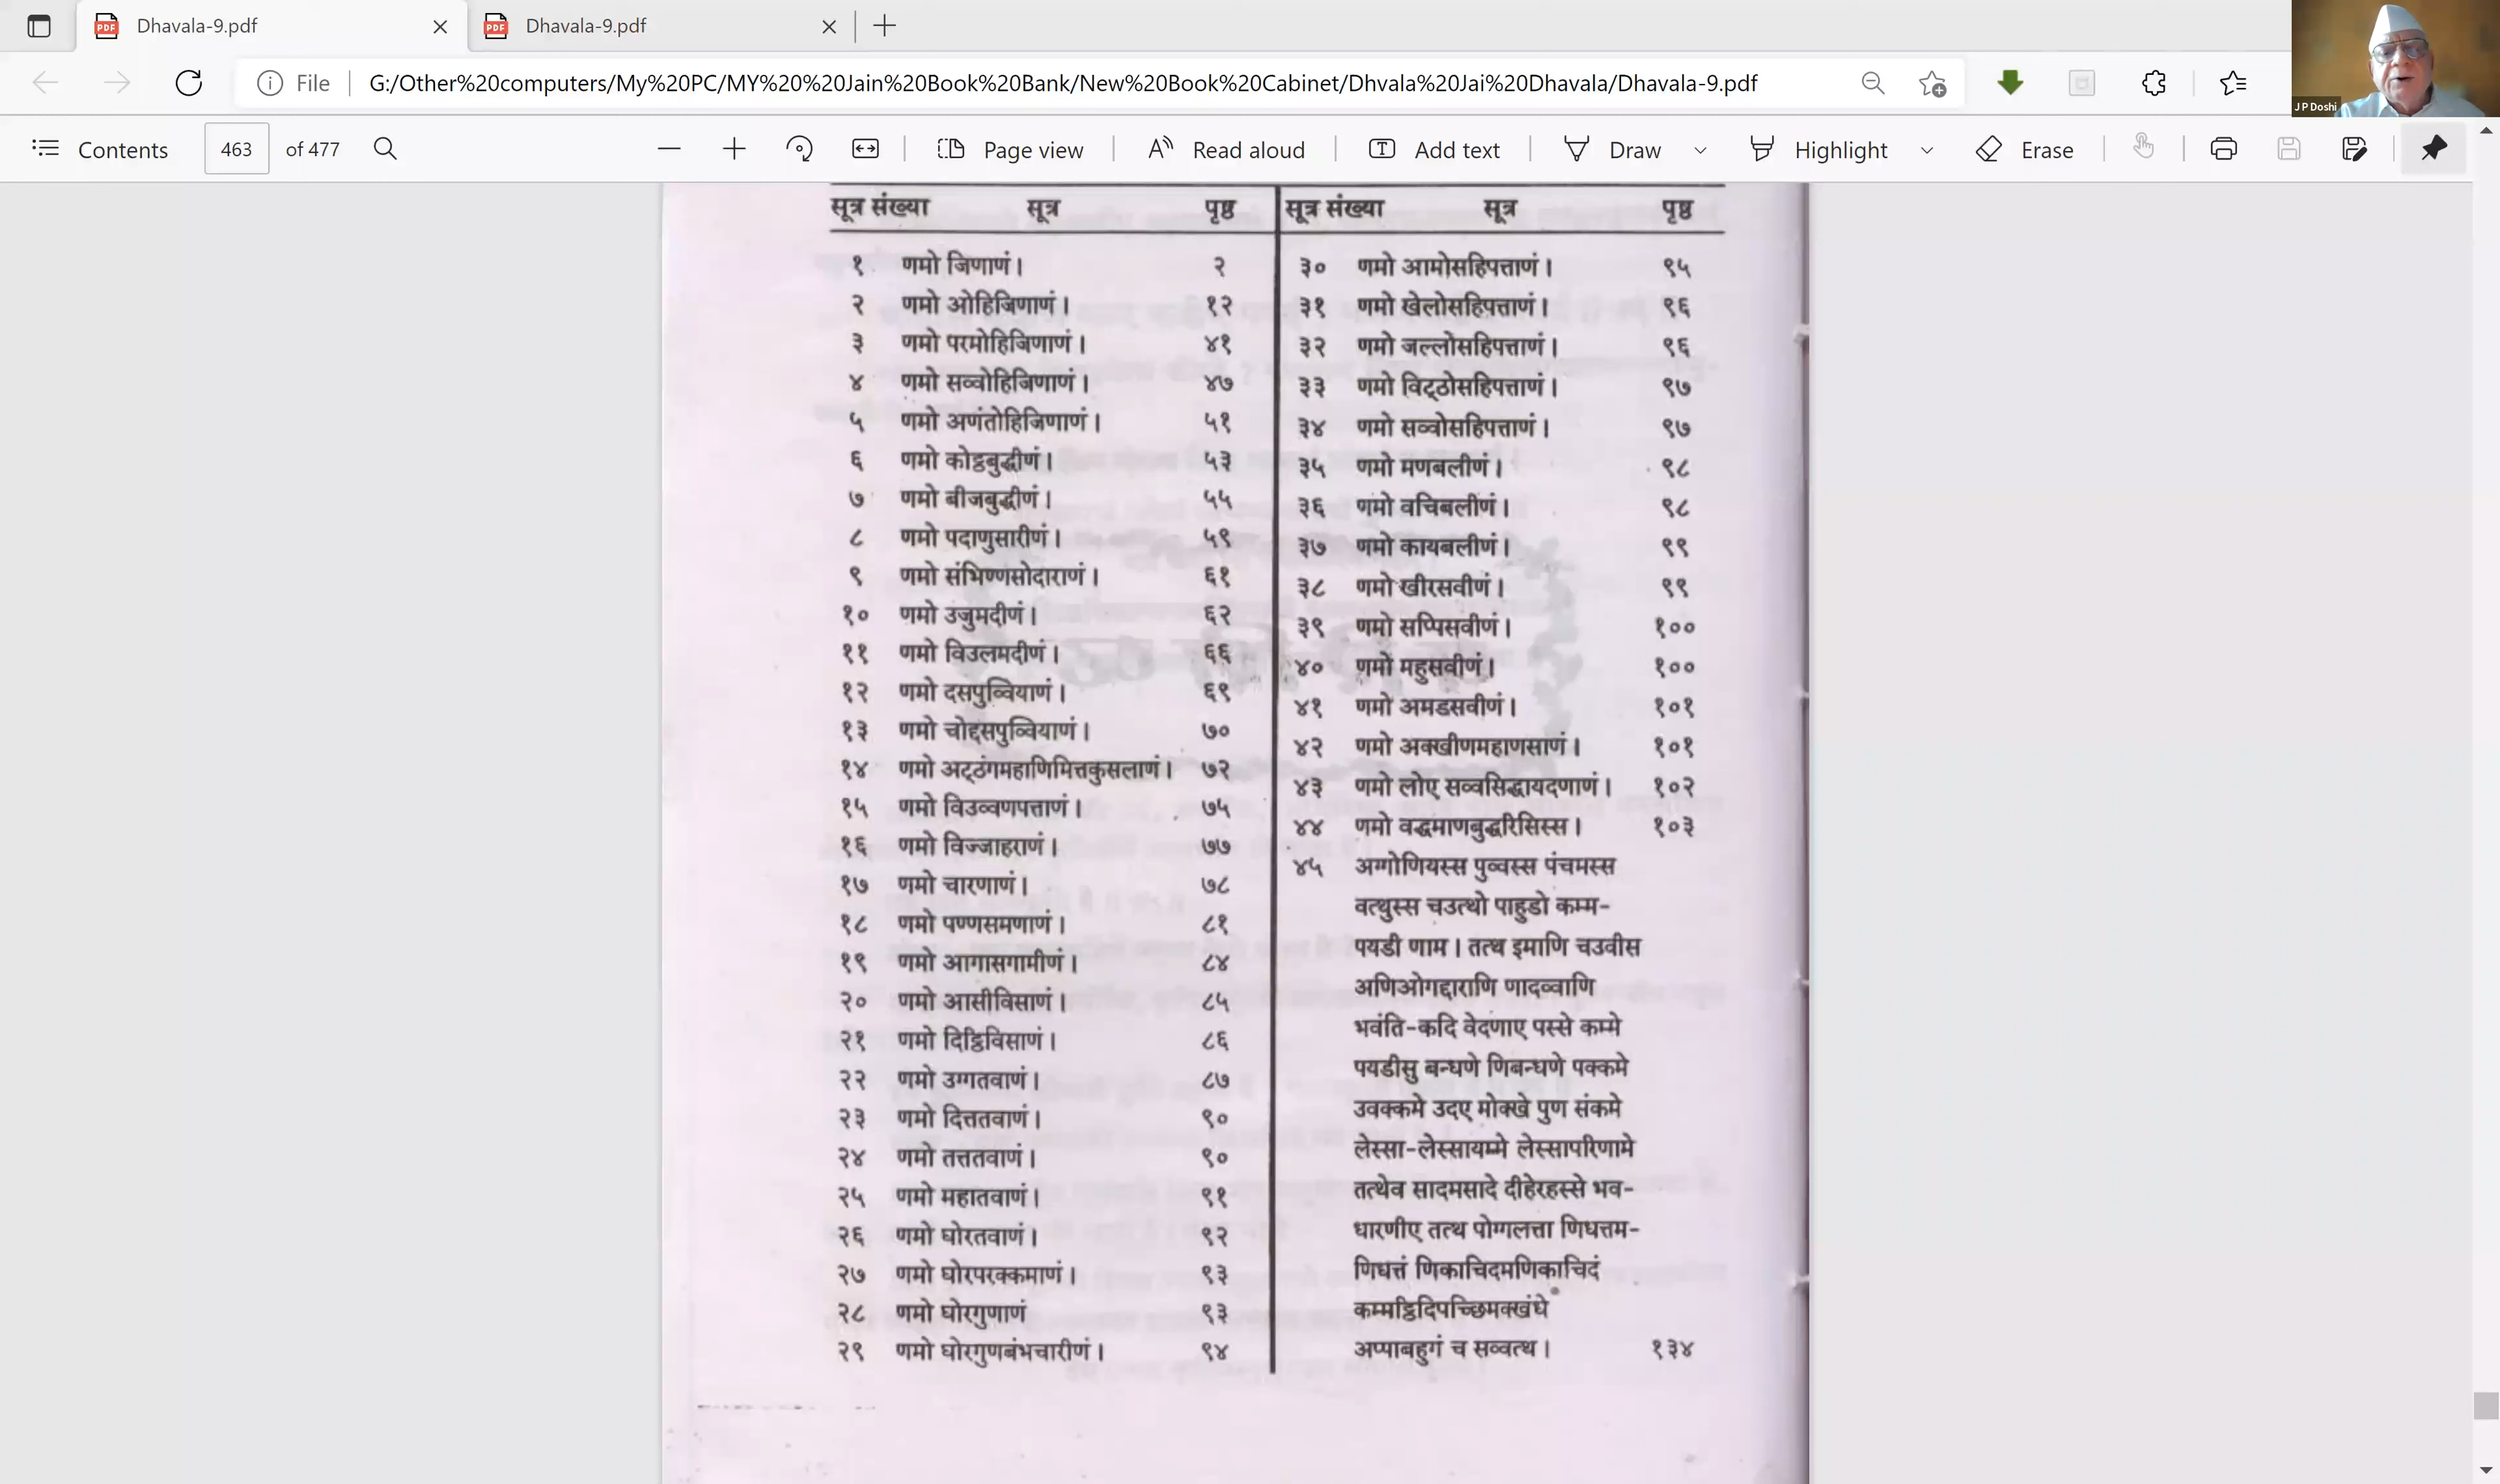 Dhavala-9.pdf
Dhavala-9.pdf
File
G:/Other%20computers/My%20PC/MY%20%20Jain%20Book%20Bank/New%20Book%20Cabinet/Dhvala%20Jai%20Dhavala/Dhavala-9.pdf
J P Doshi
Contents 463 of 477 Page view Read aloud Add text Draw Highlight Erase
सूत्र संख्या सूत्र पृष्ठ
१ णमो जिणाणं। २
२ णमो ओहिजिणाणं। १२
३ णमो परमोहिजिणाणं। ४१
४ णमो सव्वोहिजिणाणं। ४७
५ णमो अणंतोहिजिणाणं। ५१
६ णमो कोट्ठबुद्धीणं। ५३
७ णमो बीजबुद्धीणं। ५५
८ णमो पदाणुसारीणं। ५९
९ णमो संभिण्णसोदाराणं। ६१
१० णमो उजुमदीणं। ६२
११ णमो विउलमदीणं। ६६
१२ णमो दसपुव्वियाणं। ६९
१३ णमो चोद्दसपुव्वियाणं। ७०
१४ णमो अट्ठंगमहाणिमित्तकुसलाणं। ७२
१५ णमो विउव्वणपत्ताणं। ७५
१६ णमो विज्जाहराणं। ७७
१७ णमो चारणाणं। ७८
१८ णमो पण्णसमणाणं। ८१
१९ णमो आगासगामीणं। ८४
२० णमो आसीविसाणं। ८५
२१ णमो दिट्ठिविसाणं। ८६
२२ णमो उग्गतवाणं। ८७
२३ णमो दित्ततवाणं। ९०
२४ णमो तत्ततवाणं। ९०
२५ णमो महातवाणं। ९१
२६ णमो घोरतवाणं। ९२
२७ णमो घोरपरक्कमाणं। ९३
२८ णमो घोरगुणाणं ९३
२९ णमो घोरगुणबंभचारीणं। ९४
सूत्र संख्या सूत्र पृष्ठ
३० णमो आमोसहिपत्ताणं। ९५
३१ णमो खेलोसहिपत्ताणं। ९६
३२ णमो जल्लोसहिपत्ताणं। ९६
३३ णमो विट्ठोसहिपत्ताणं। ९७
३४ णमो सव्वोसहिपत्ताणं। ९७
३५ णमो मणबलीणं। ९८
३६ णमो वचिबलीणं। ९८
३७ णमो कायबलीणं। ९९
३८ णमो खीरसवीणं। ९९
३९ णमो सप्पिसवीणं। १००
४० णमो महुसवीणं। १००
४१ णमो अमडसवीणं। १०१
४२ णमो अक्खीणमहाणसाणं। १०१
४३ णमो लोए सव्वसिद्धायदणाणं। १०२
४४ णमो वद्धमाणबुद्धरिसिस्स। १०३
४५ अग्गेणियस्स पुव्वस्स पंचमस्स
वत्थुस्स चउत्थो पाहुडो कम्म-
पयडी णाम। तत्थ इमाणि चउवीस
अणिओगद्दाराणि णादव्वाणि
भवंति-कदि वेदणाए पस्से कम्मे
पयडीसु बन्धणे णिबन्धणे पक्कमे
उवक्कमे उदए मोक्खे पुण संकमे
लेस्सा-लेस्सायम्मे लेस्सापरिणामे
तत्थेव सादमसादे दीहेरहस्से भव-
धारणीए तत्थ पोग्गलत्ता णिधत्तम-
णिधत्तं णिकाचिदमणिकाचिदं
कम्मट्ठिदिपच्छिमक्खंधे
अप्पाबहुगं च सव्वत्थ। १३४